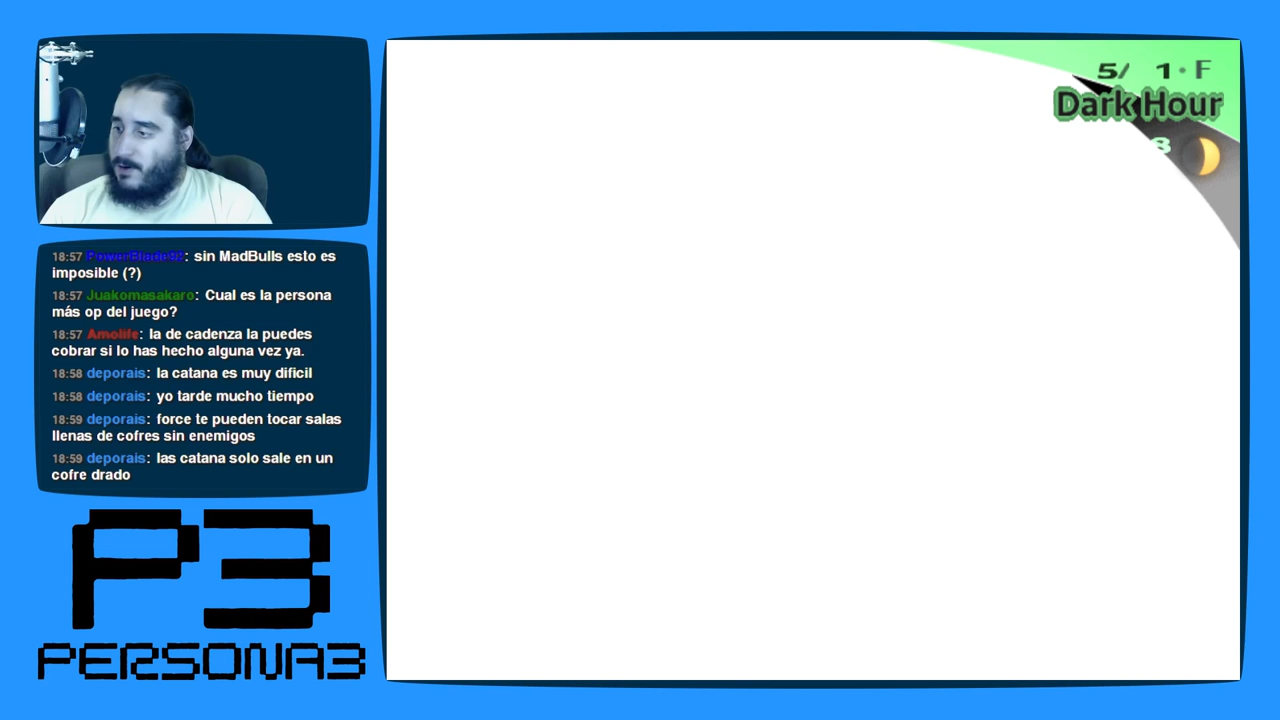 5/ 1 · F
Dark Hour
8
18:57 PowerBlade92: sin MadBulls esto es
imposible (?)
18:57 Juakomasakaro: Cual es la persona
más op del juego?
18:57 Amolife: la de cadenza la puedes
cobrar si lo has hecho alguna vez ya.
18:58 deporais: la catana es muy dificil
18:58 deporais: yo tarde mucho tiempo
18:59 deporais: force te pueden tocar salas
llenas de cofres sin enemigos
18:59 deporais: las catana solo sale en un
cofre drado
P3
PERSONA3